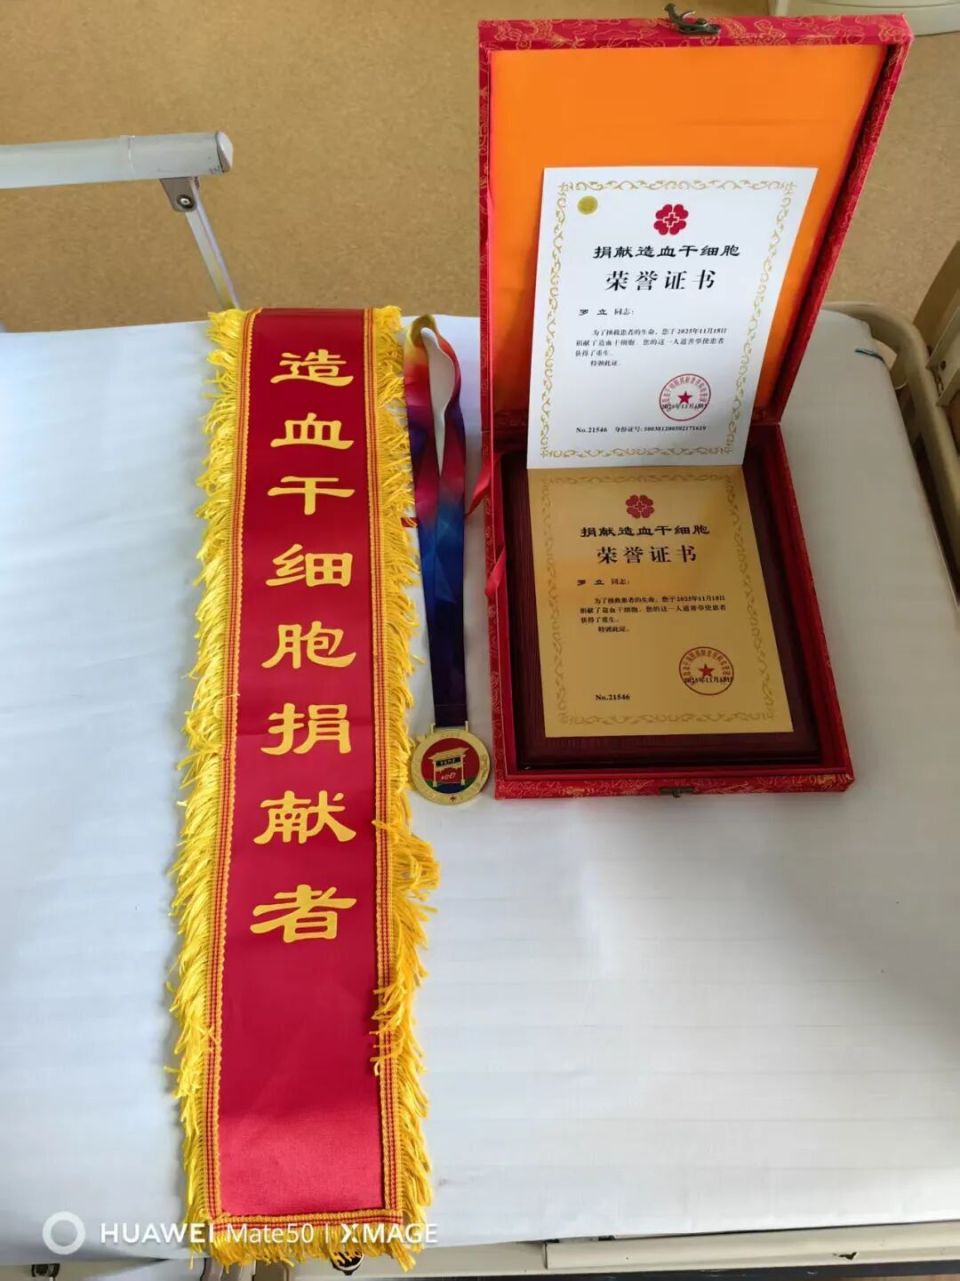 造血干细胞捐献者
捐献造血干细胞
荣誉证书
罗 立 同志:
为了拯救患者的生命,您于2025年11月18日
捐献了造血干细胞。您的这一人道善举使患者
获得了重生。
特颁此证。
No.21546
捐献造血干细胞
荣誉证书
罗 立 同志:
为了拯救患者的生命,您于2025年11月18日
捐献了造血干细胞。您的这一人道善举使患者
获得了重生。
特颁此证。
No.21546
HUAWEI Mate50 | XMAGE